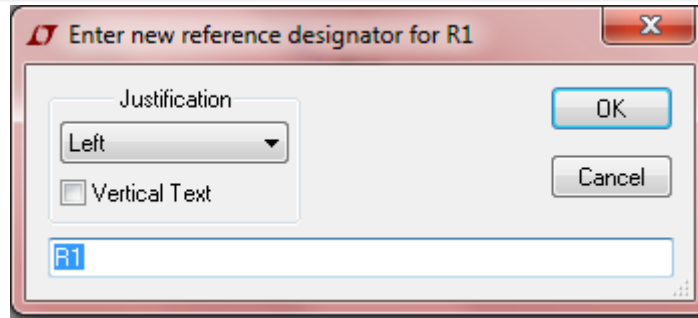 Enter new reference designator for R1
Justification
Left
Vertical Text
OK
Cancel
R1